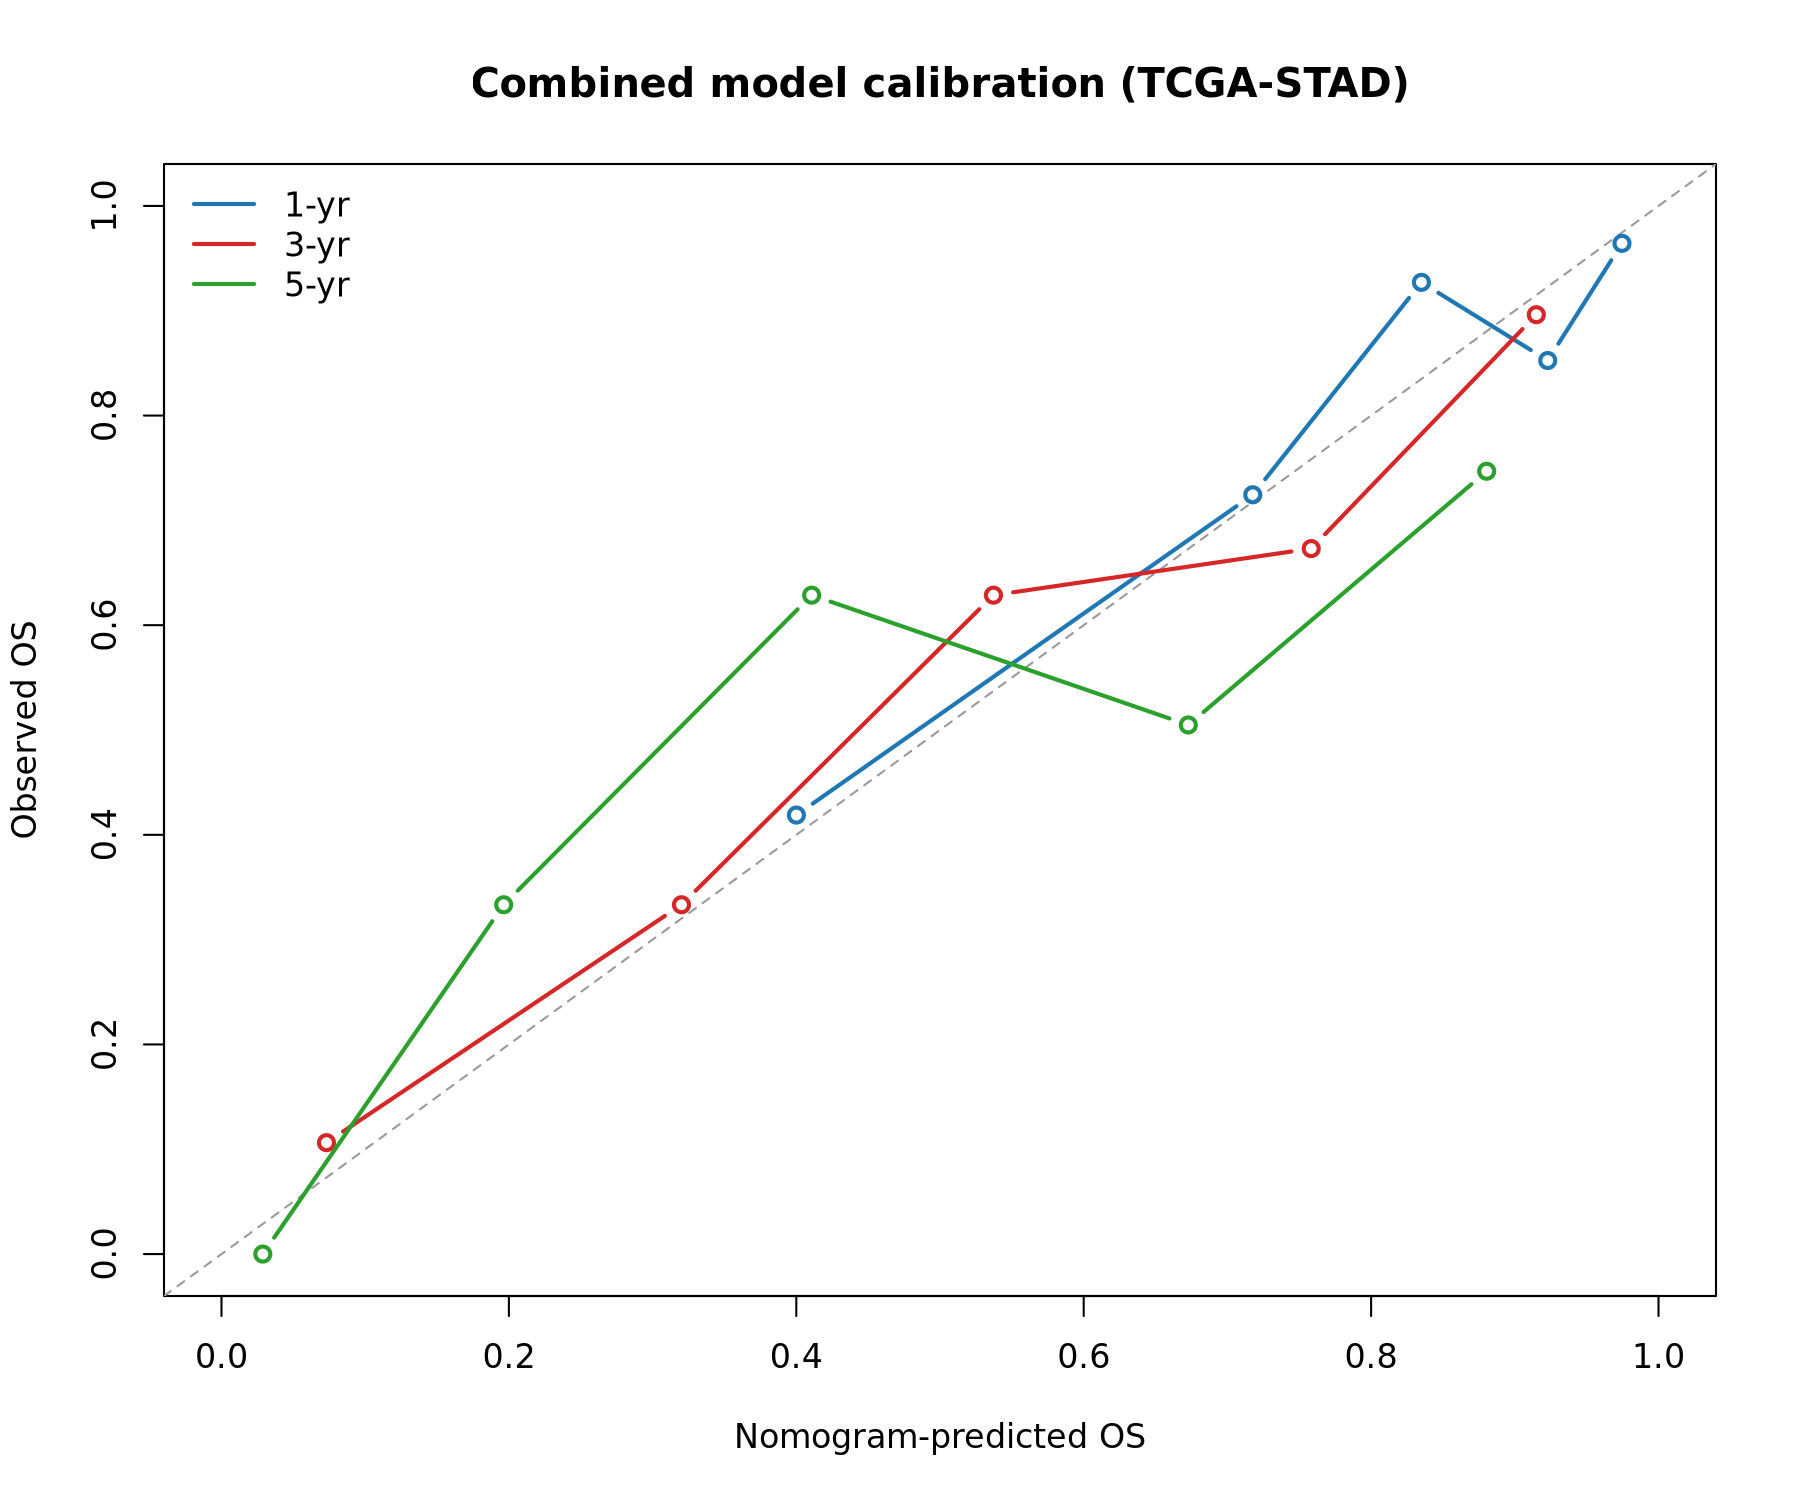 Combined model calibration (TCGA-STAD)
1-yr
3-yr
5-yr
Observed OS
1.0
0.8
0.6
0.4
0.2
0.0
0.0 0.2 0.4 0.6 0.8 1.0
Nomogram-predicted OS